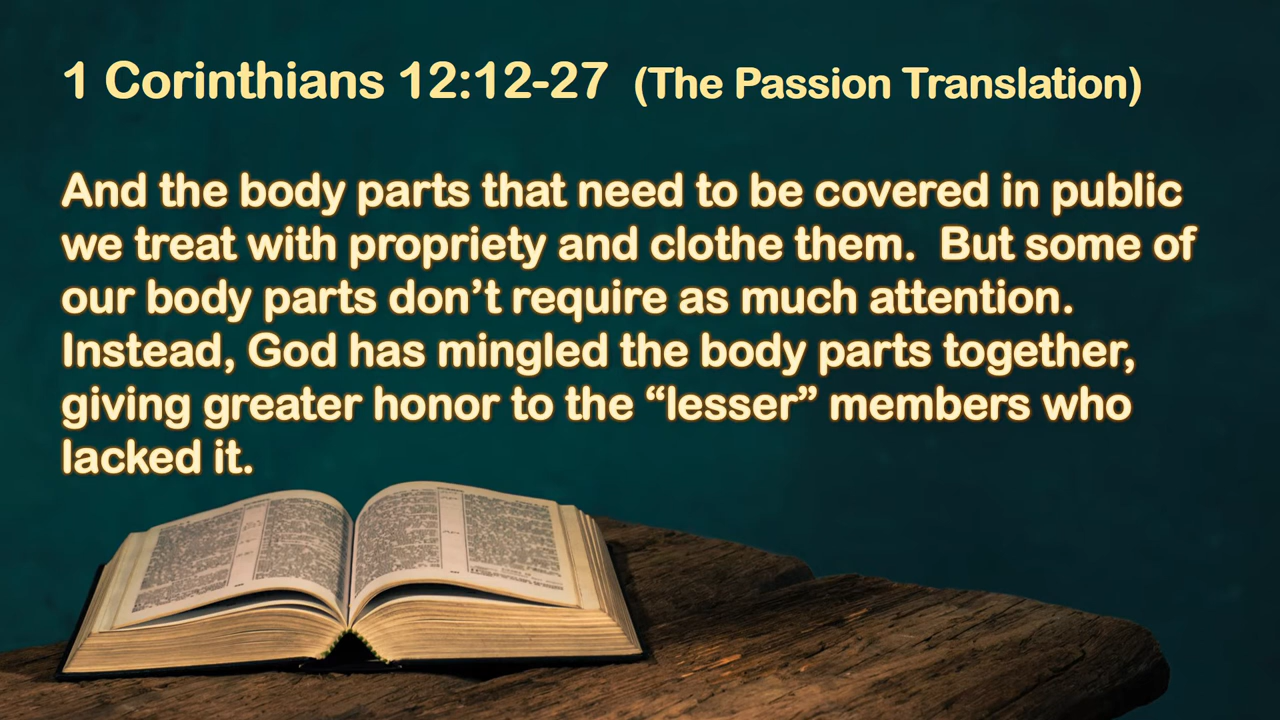 1 Corinthians 12:12-27 (The Passion Translation)
And the body parts that need to be covered in public
we treat with propriety and clothe them. But some of
our body parts don’t require as much attention.
Instead, God has mingled the body parts together,
giving greater honor to the “lesser” members who
lacked it.